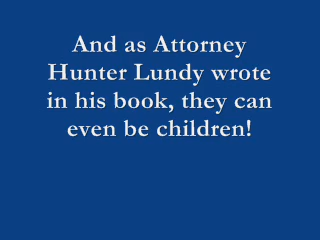 And as Attorney
Hunter Lundy wrote
in his book, they can
even be children!